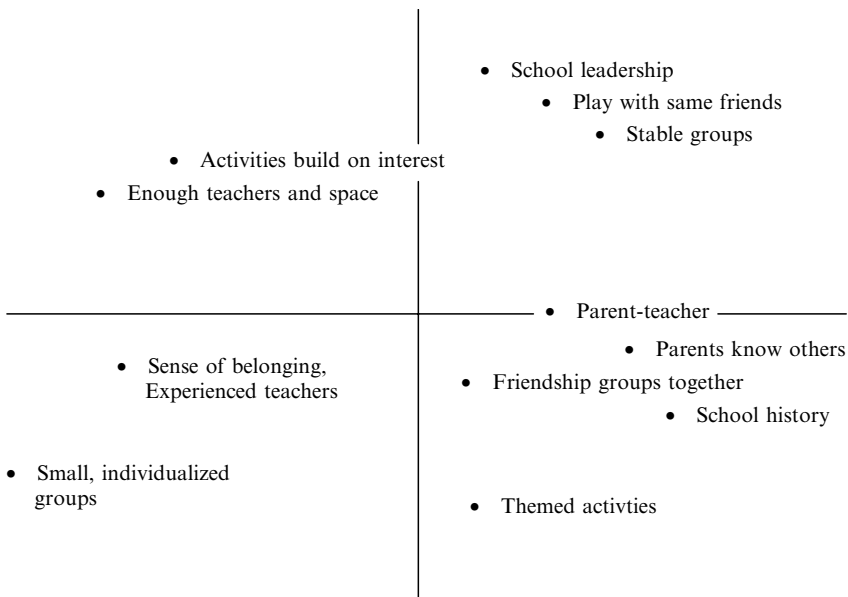 School leadership
Play with same friends
Stable groups
Activities build on interest
Enough teachers and space
Parent-teacher
Parents know others
Sense of belonging,
Experienced teachers
Friendship groups together
School history
Small, individualized
groups
Themed activties